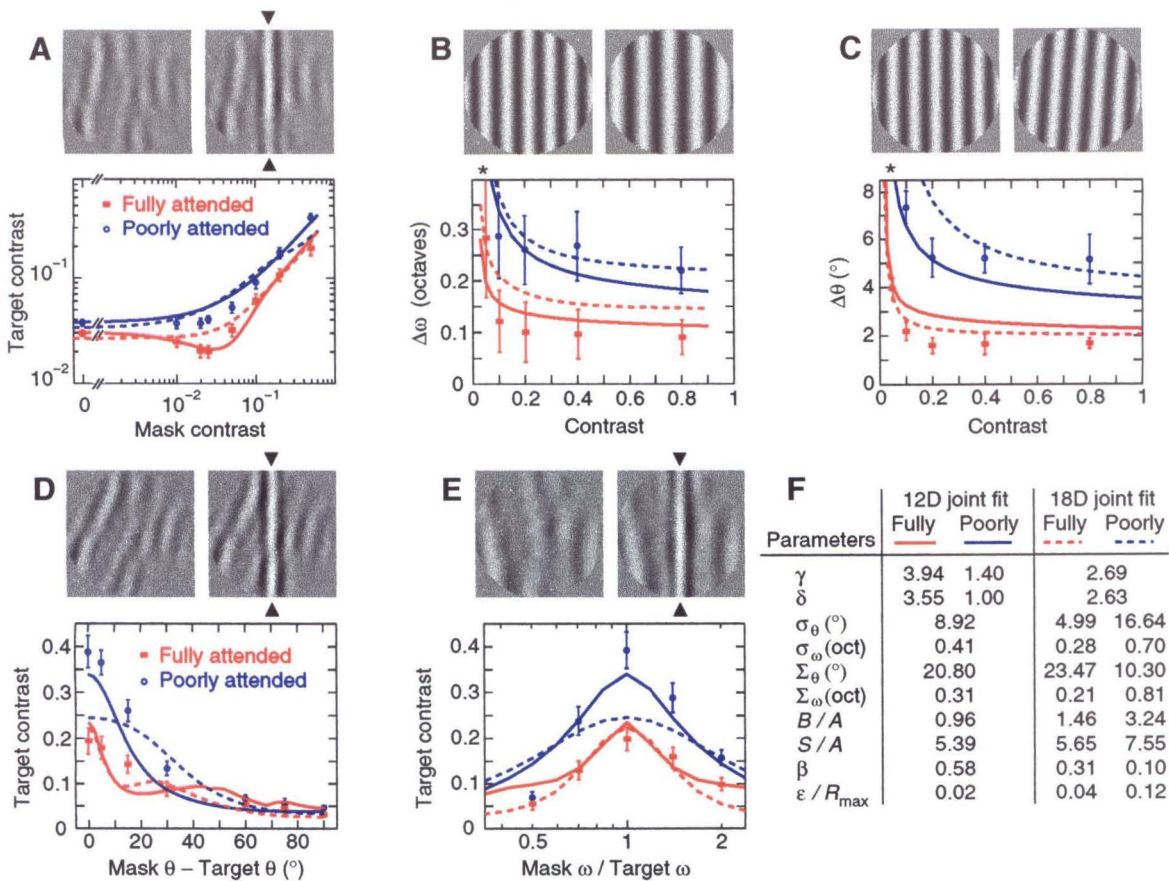 A
B
C
*
*
Fully attended
Poorly attended
Target contrast
10⁻¹
10⁻²
0
10⁻²
10⁻¹
Mask contrast
Δω (octaves)
0.3
0.2
0.1
0
0
0.2
0.4
0.6
0.8
1
Contrast
Δθ (°)
8
6
4
2
0
0
0.2
0.4
0.6
0.8
1
Contrast
D
E
Fully attended
Poorly attended
Target contrast
0.4
0.3
0.2
0.1
0
0
20
40
60
80
Mask θ – Target θ (°)
Target contrast
0.4
0.3
0.2
0.1
0
0.5
1
2
Mask ω / Target ω
F
12D joint fit 18D joint fit
Parameters Fully Poorly Fully Poorly
γ 3.94 1.40 2.69
δ 3.55 1.00 2.63
σθ (°) 8.92 4.99 16.64
σω (oct) 0.41 0.28 0.70
Σθ (°) 20.80 23.47 10.30
Σω (oct) 0.31 0.21 0.81
B / A 0.96 1.46 3.24
S / A 5.39 5.65 7.55
β 0.58 0.31 0.10
ε / Rmax 0.02 0.04 0.12